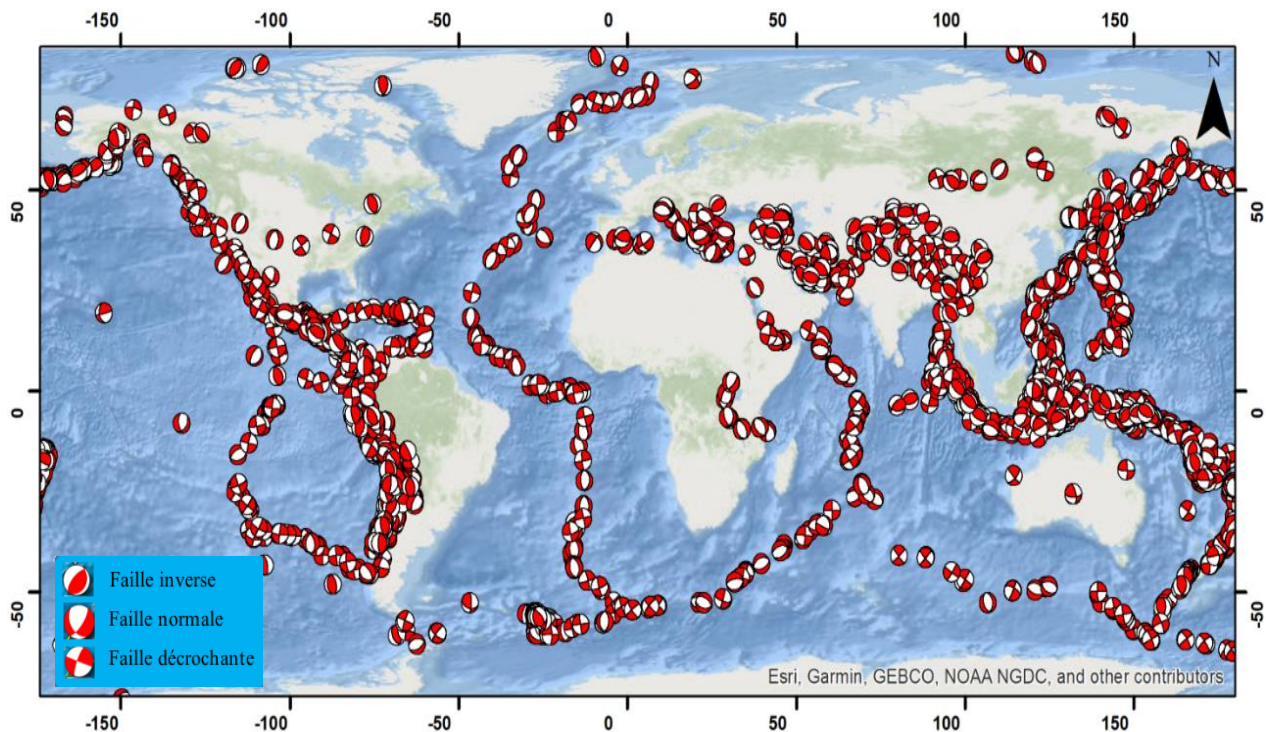 -150 -100 -50 0 50 100 150
N
50 50
0 0
-50 -50
Faille inverse
Faille normale
Faille décrochante
Esri, Garmin, GEBCO, NOAA NGDC, and other contributors
-150 -100 -50 0 50 100 150